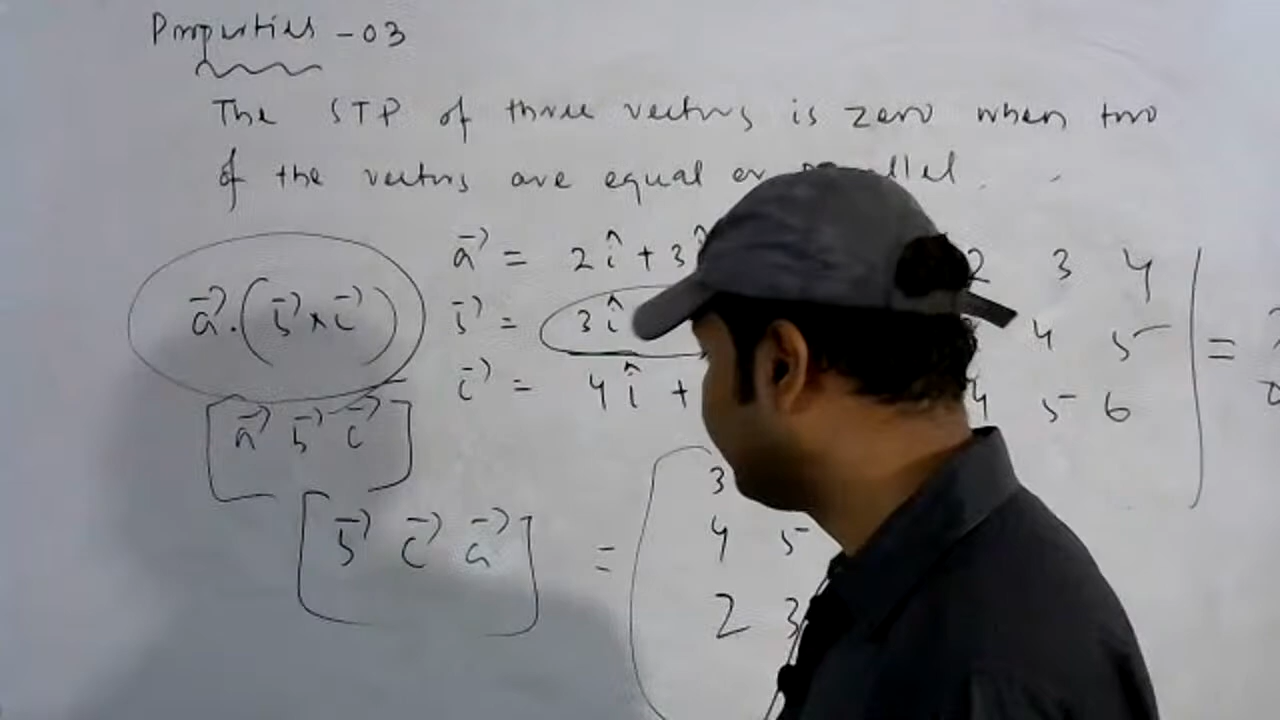 Properties - 03
The STP of three vectors is zero when two
of the vectors are equal or
a⃗ = 2î + 3 2 3 4
a⃗.(b⃗×c⃗) b⃗ = 3î 4 5 | =
c⃗ = 4î + 4 5 6
[a⃗ b⃗ c⃗]
3
[b⃗ c⃗ a⃗] = 4 5
2 3